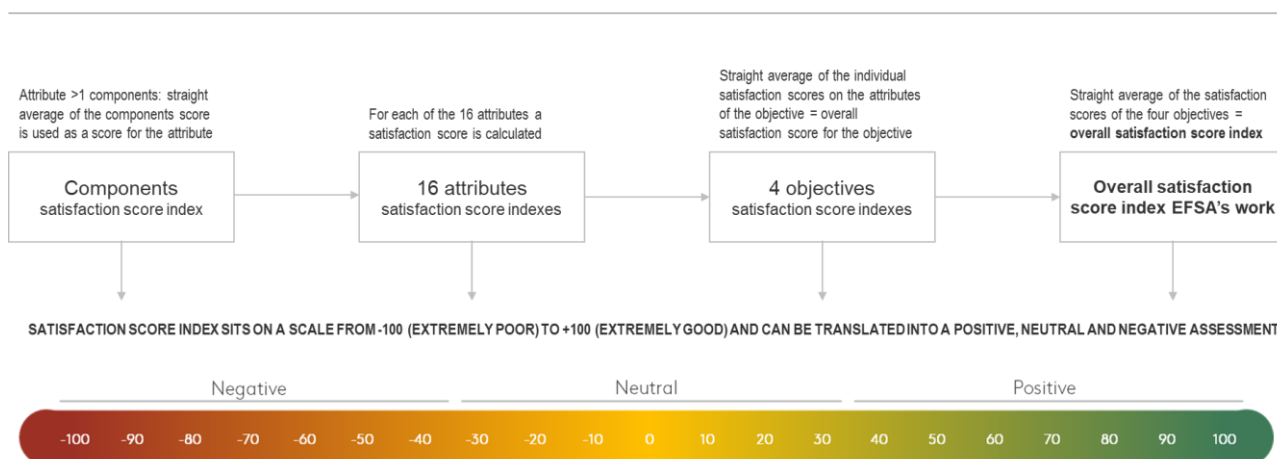 Attribute >1 components: straight
average of the components score
is used as a score for the attribute
For each of the 16 attributes a
satisfaction score is calculated
Straight average of the individual
satisfaction scores on the attributes
of the objective = overall
satisfaction score for the objective
Straight average of the satisfaction
scores of the four objectives =
overall satisfaction score index
Components
satisfaction score index
16 attributes
satisfaction score indexes
4 objectives
satisfaction score indexes
Overall satisfaction
score index EFSA's work
SATISFACTION SCORE INDEX SITS ON A SCALE FROM -100 (EXTREMELY POOR) TO +100 (EXTREMELY GOOD) AND CAN BE TRANSLATED INTO A POSITIVE, NEUTRAL AND NEGATIVE ASSESSMENT
Negative Neutral Positive
-100 -90 -80 -70 -60 -50 -40 -30 -20 -10 0 10 20 30 40 50 60 70 80 90 100